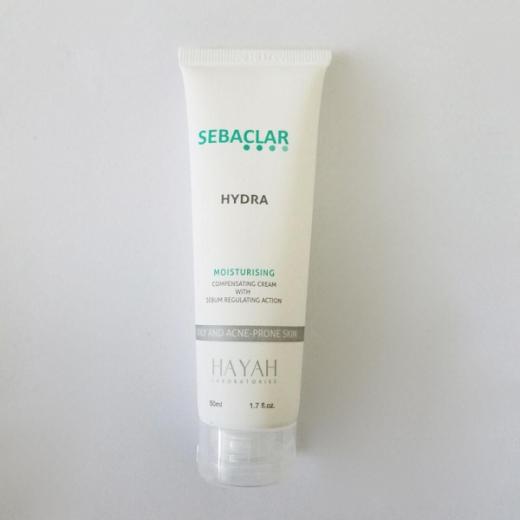 SEBACLAR
HYDRA
MOISTURISING
COMPENSATING CREAM
WITH
SEBUM REGULATING ACTION
OILY AND ACNE-PRONE SKIN
HAYAH
LABORATORIES
50ml 1.7 fl.oz.